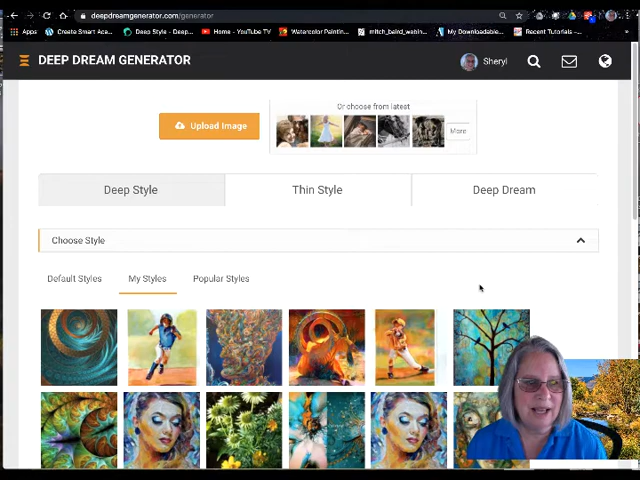 deepdreamgenerator.com/generator
Apps Create Smart Acc... Deep Style - Deep... Home - YouTube TV Watercolor Paintin... mitch_baird_webin... My Downloadable... Recent Tutorials -...
DEEP DREAM GENERATOR Sheryl
Or choose from latest
Upload Image
More
Deep Style Thin Style Deep Dream
Choose Style
Default Styles My Styles Popular Styles